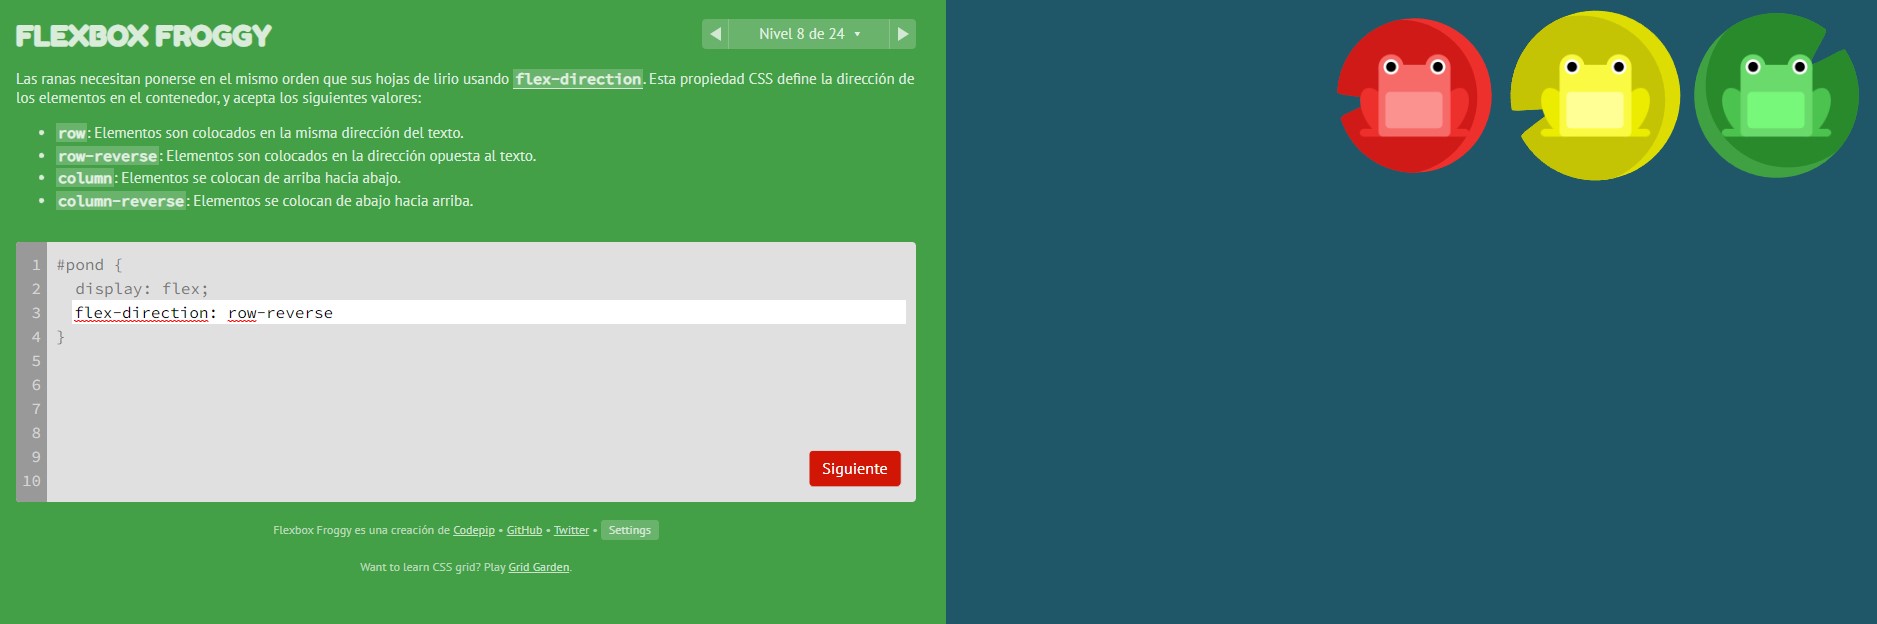 FLEXBOX FROGGY
◀ Nivel 8 de 24 ▾ ▶
Las ranas necesitan ponerse en el mismo orden que sus hojas de lirio usando flex-direction. Esta propiedad CSS define la dirección de
los elementos en el contenedor, y acepta los siguientes valores:
• row: Elementos son colocados en la misma dirección del texto.
• row-reverse: Elementos son colocados en la dirección opuesta al texto.
• column: Elementos se colocan de arriba hacia abajo.
• column-reverse: Elementos se colocan de abajo hacia arriba.
1 #pond {
2 display: flex;
3 flex-direction: row-reverse
4 }
5
6
7
8
9
10
Siguiente
Flexbox Froggy es una creación de Codepip • GitHub • Twitter • Settings
Want to learn CSS grid? Play Grid Garden.